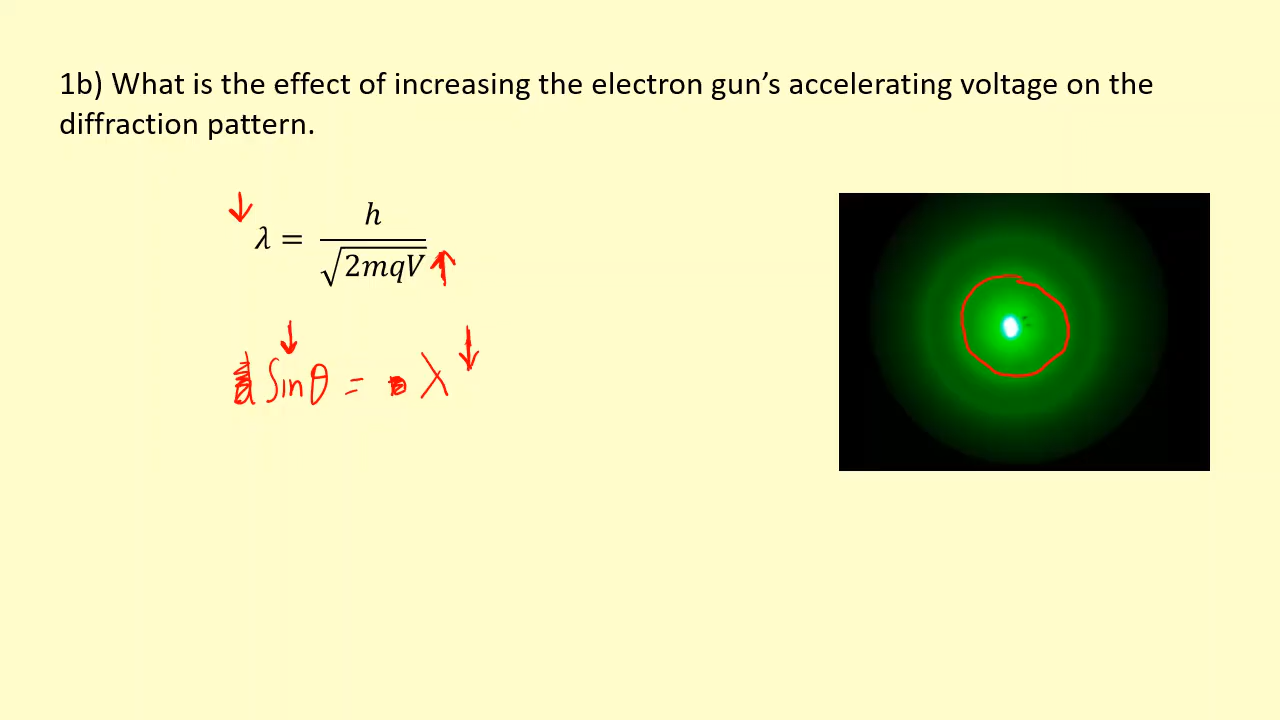 1b) What is the effect of increasing the electron gun’s accelerating voltage on the
diffraction pattern.
↓ λ = h / √2mqV ↑
↓ ↓
Sinθ = λ